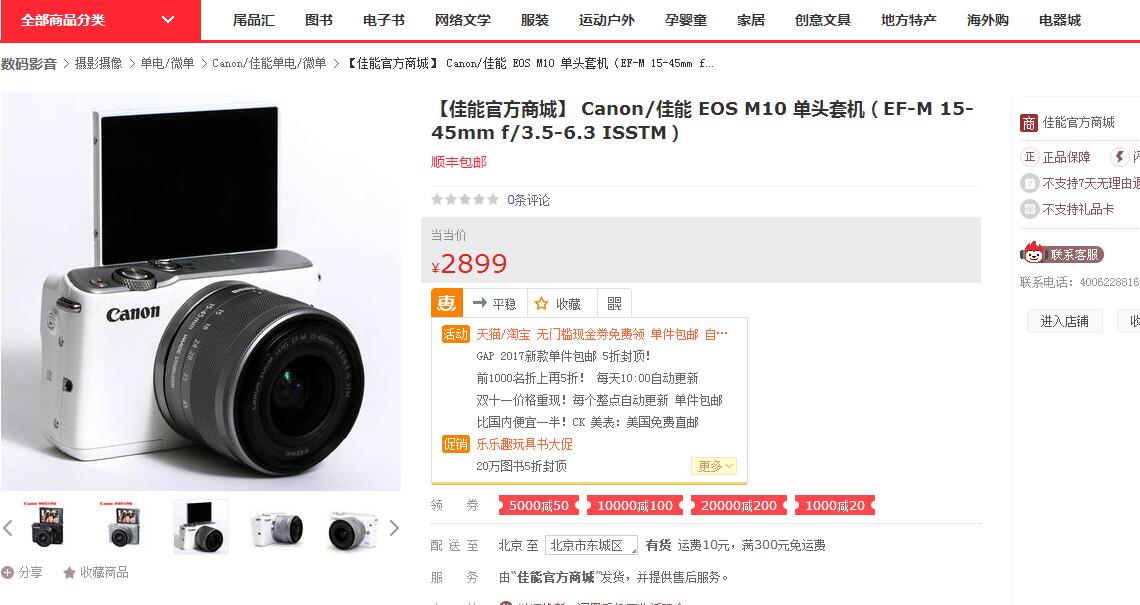 全部商品分类
尾品汇 图书 电子书 网络文学 服装 运动户外 孕婴童 家居 创意文具 地方特产 海外购 电器城
数码影音 > 摄影摄像 > 单电/微单 > Canon/佳能单电/微单 > 【佳能官方商城】 Canon/佳能 EOS M10 单头套机（EF-M 15-45mm f...
Canon
【佳能官方商城】 Canon/佳能 EOS M10 单头套机（EF-M 15-
45mm f/3.5-6.3 ISSTM）
顺丰包邮
0条评论
当当价
¥2899
惠 平稳 收藏
活动 天猫/淘宝 无门槛现金券免费领 单件包邮 自…
GAP 2017新款单件包邮 5折封顶！
前1000名折上再5折！ 每天10:00自动更新
双十一价格重现！每个整点自动更新 单件包邮
比国内便宜一半！CK 美表：美国免费直邮
促销 乐乐趣玩具书大促
20万图书5折封顶
更多
领 券 5000减50 10000减100 20000减200 1000减20
配送至 北京 至 北京市东城区 有货 运费10元，满300元免运费
服 务 由“佳能官方商城”发货，并提供售后服务。
分享 收藏商品
商 佳能官方商城
正 正品保障
7 不支持7天无理由
不支持礼品卡
联系客服
联系电话：4006228816
进入店铺